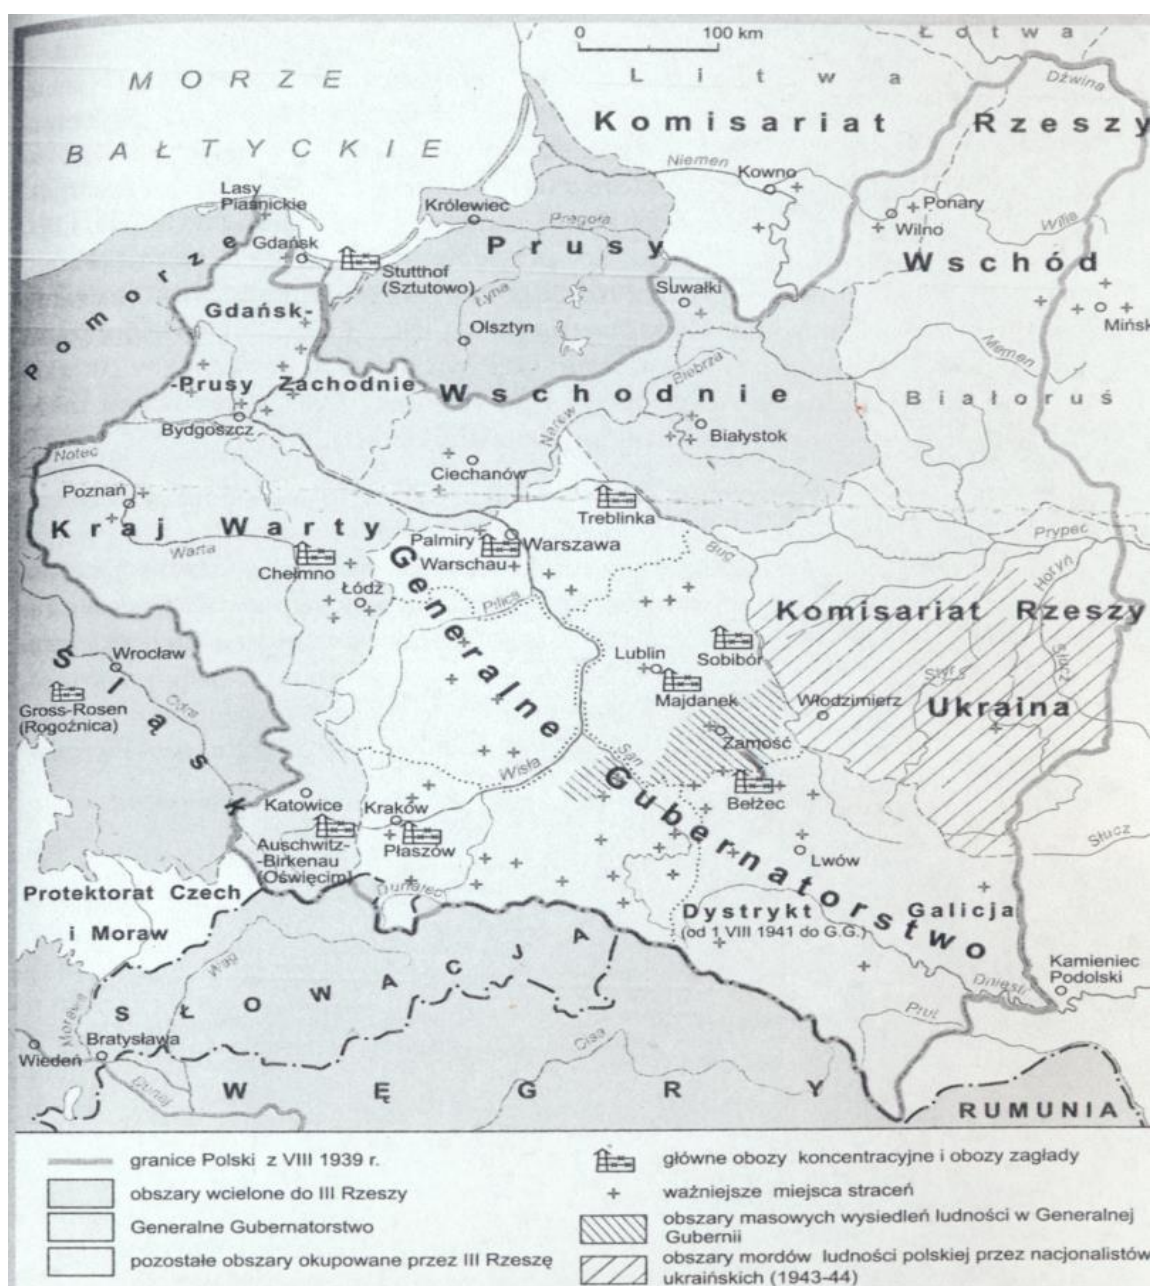 0 100 km
Łotwa
Dźwina
Litwa
MORZE
BAŁTYCKIE
Komisariat Rzeszy
Wschód
Niemen
Kowno
Lasy
Piaśnickie
Królewiec
Pregoła
Ponary
Wilno
Wilia
Gdańsk
Prusy
Stutthof
(Sztutowo)
Łyna
Suwałki
Mińsk
Pomorze
Gdańsk-
-Prusy Zachodnie
Olsztyn
Niemen
Wschodnie
Biebrza
Białoruś
Bydgoszcz
Narew
Białystok
Noteć
Ciechanów
Poznań
Treblinka
Kraj Warty
Palmiry
Warszawa
Warschau
Bug
Prypeć
Warta
Chełmno
Generalne
Łódź
Pilica
Horyń
Komisariat Rzeszy
Ukraina
Śląsk
Wrocław
Lublin
Sobibór
Majdanek
Styr
Słucz
Gross-Rosen
(Rogoźnica)
Odra
Włodzimierz
Zamość
Wisła
San
Gubernatorstwo
Bełżec
Katowice
Kraków
Auschwitz-
-Birkenau
(Oświęcim)
Płaszów
Słucz
Lwów
Protektorat Czech
i Moraw
Dunajec
Dystrykt Galicja
(od 1 VIII 1941 do G.G.)
Kamieniec
Podolski
Wag
SŁOWACJA
Dniestr
Prut
Morawa
Bratysława
Wiedeń
Cisa
Dunaj
WĘGRY
RUMUNIA
granice Polski z VIII 1939 r.
obszary wcielone do III Rzeszy
Generalne Gubernatorstwo
pozostałe obszary okupowane przez III Rzeszę
główne obozy koncentracyjne i obozy zagłady
ważniejsze miejsca straceń
obszary masowych wysiedleń ludności w Generalnej
Gubernii
obszary mordów ludności polskiej przez nacjonalistów
ukraińskich (1943-44)